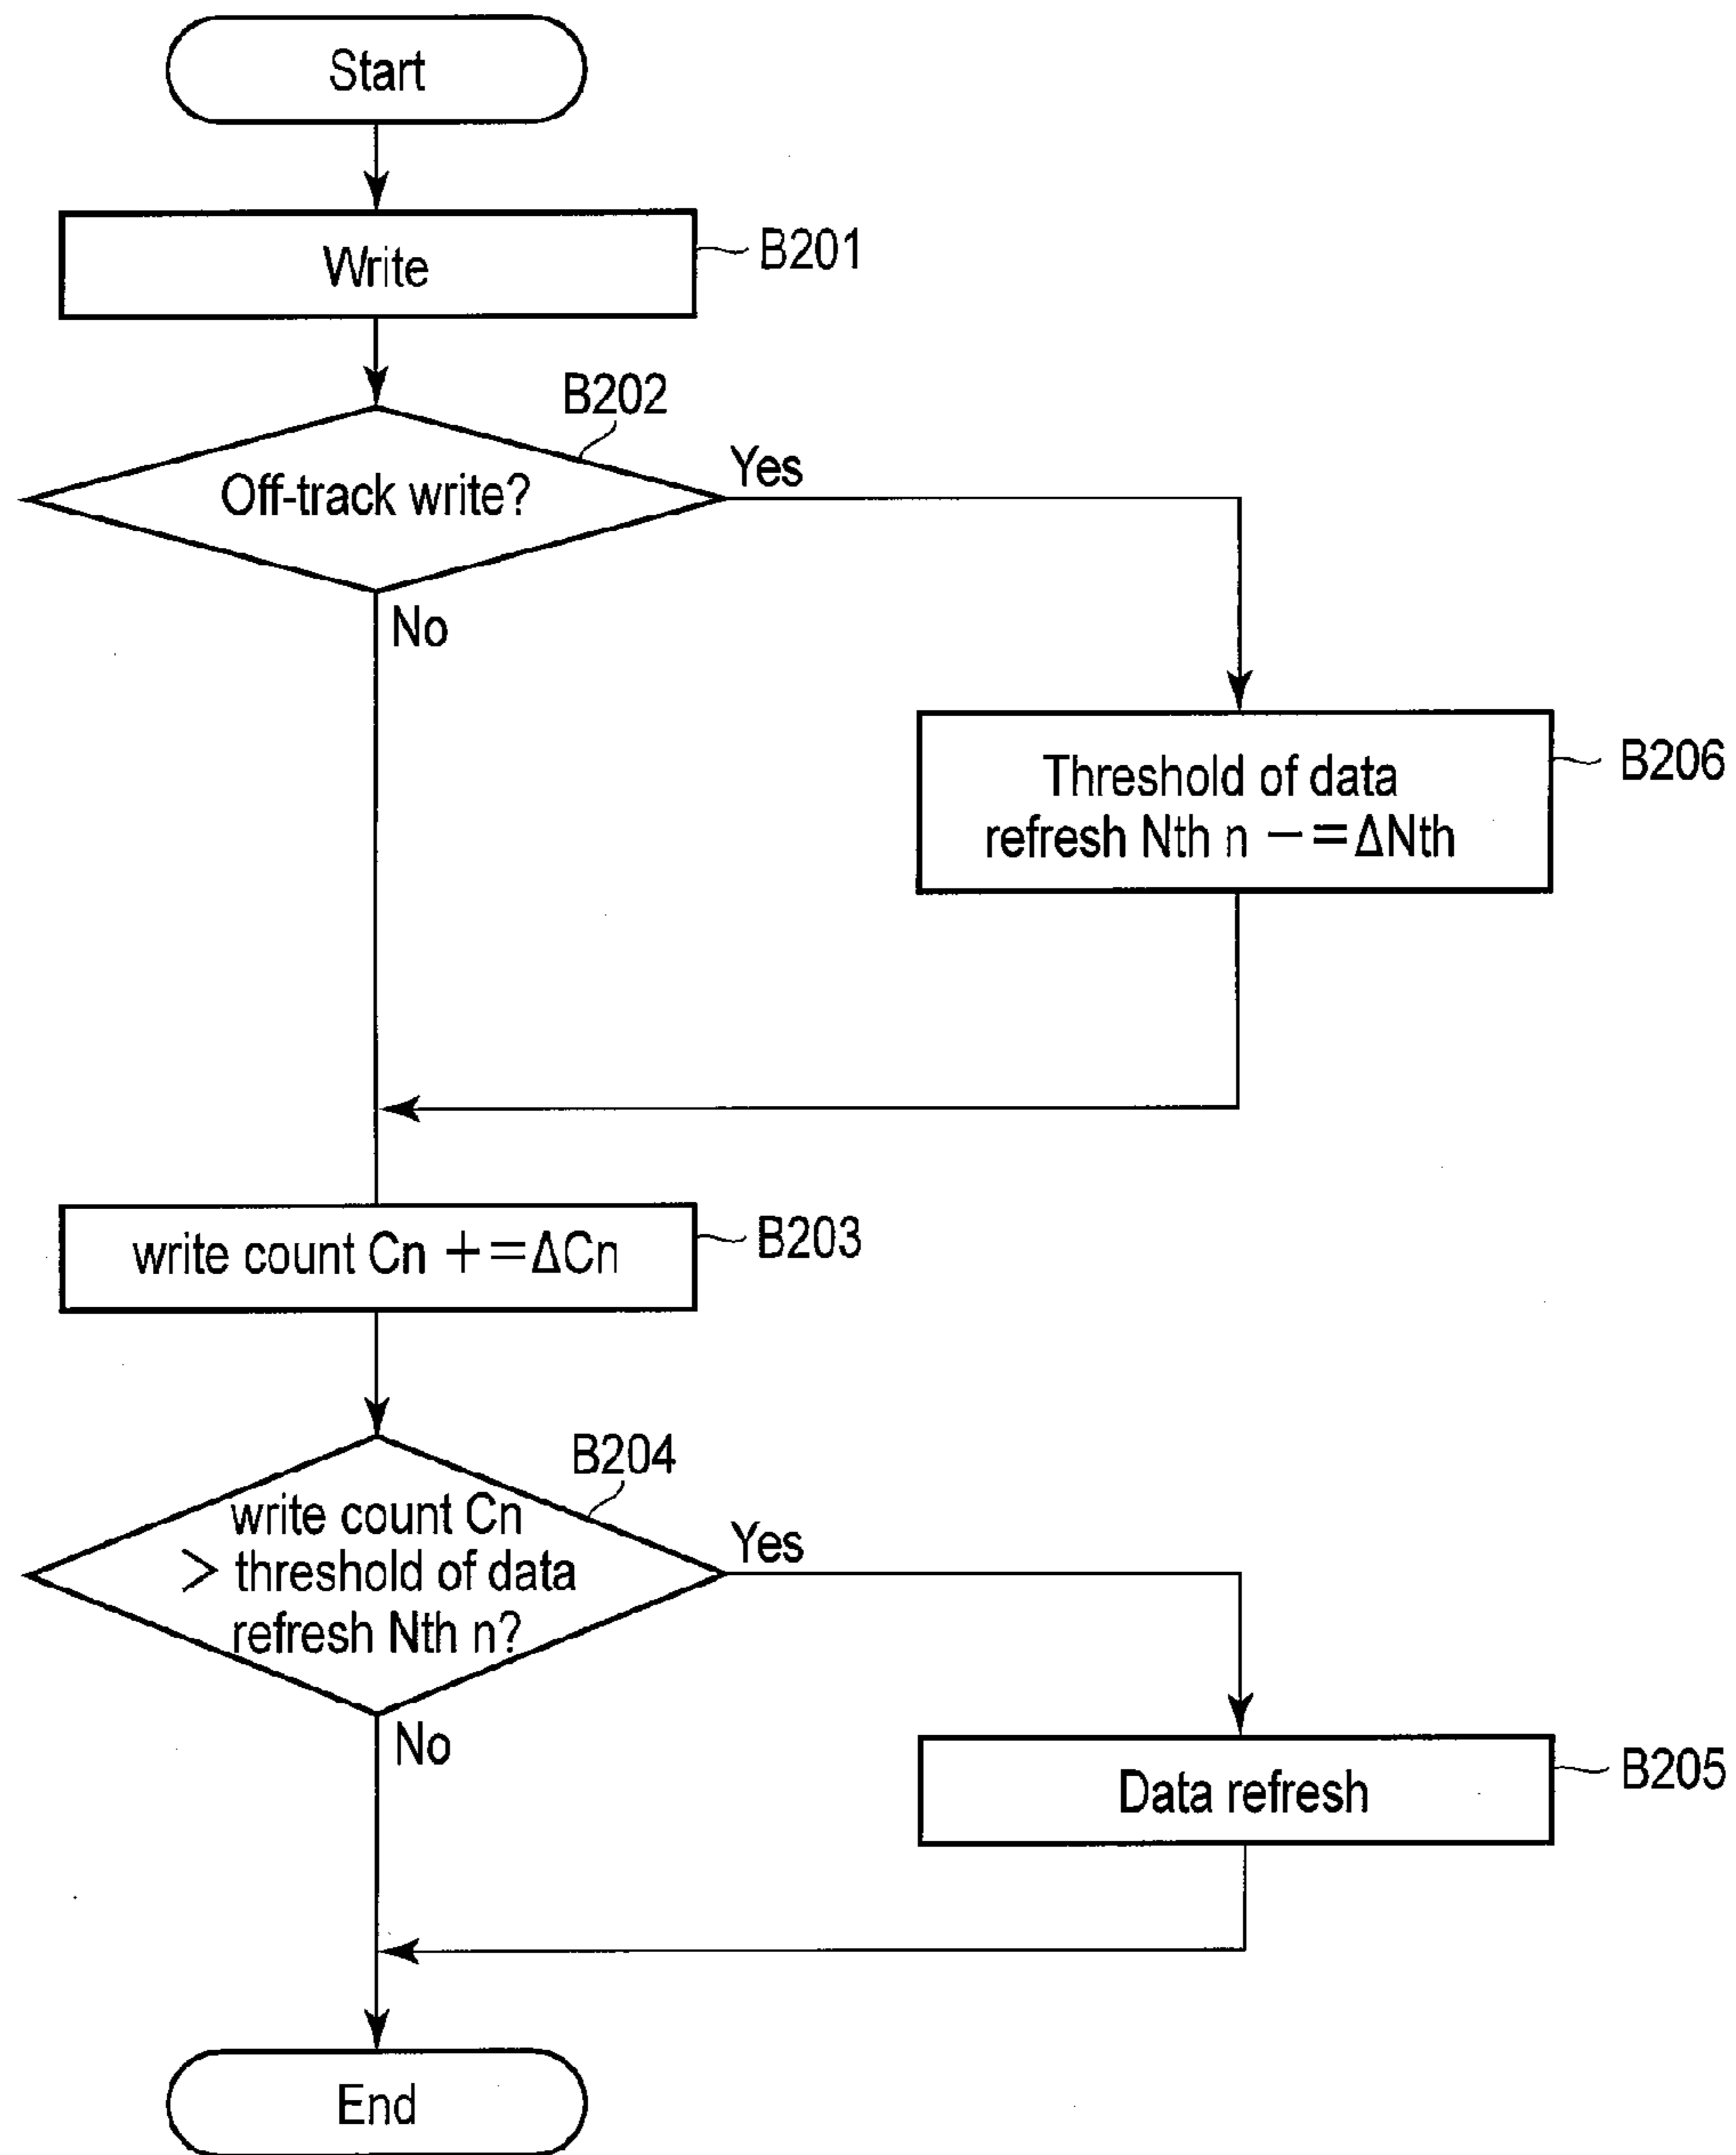 Start
Write
B201
B202
Off-track write?
Yes
No
Threshold of data
refresh Nth n －＝ΔNth
B206
write count Cn ＋＝ΔCn
B203
B204
write count Cn
＞ threshold of data
refresh Nth n?
Yes
No
Data refresh
B205
End